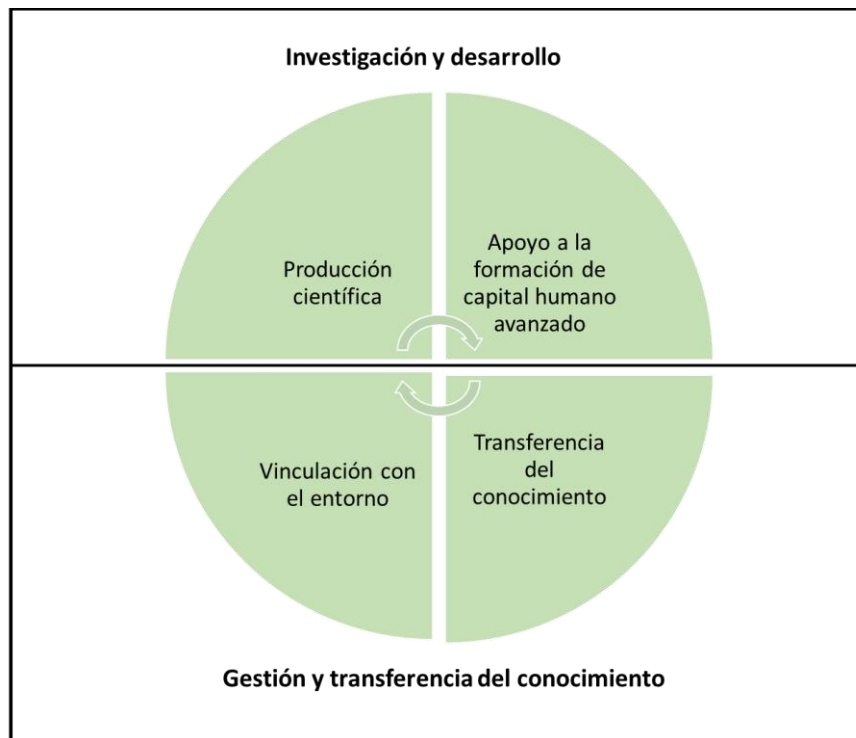 Investigación y desarrollo
Producción
científica
Apoyo a la
formación de
capital humano
avanzado
Vinculación con
el entorno
Transferencia
del
conocimiento
Gestión y transferencia del conocimiento